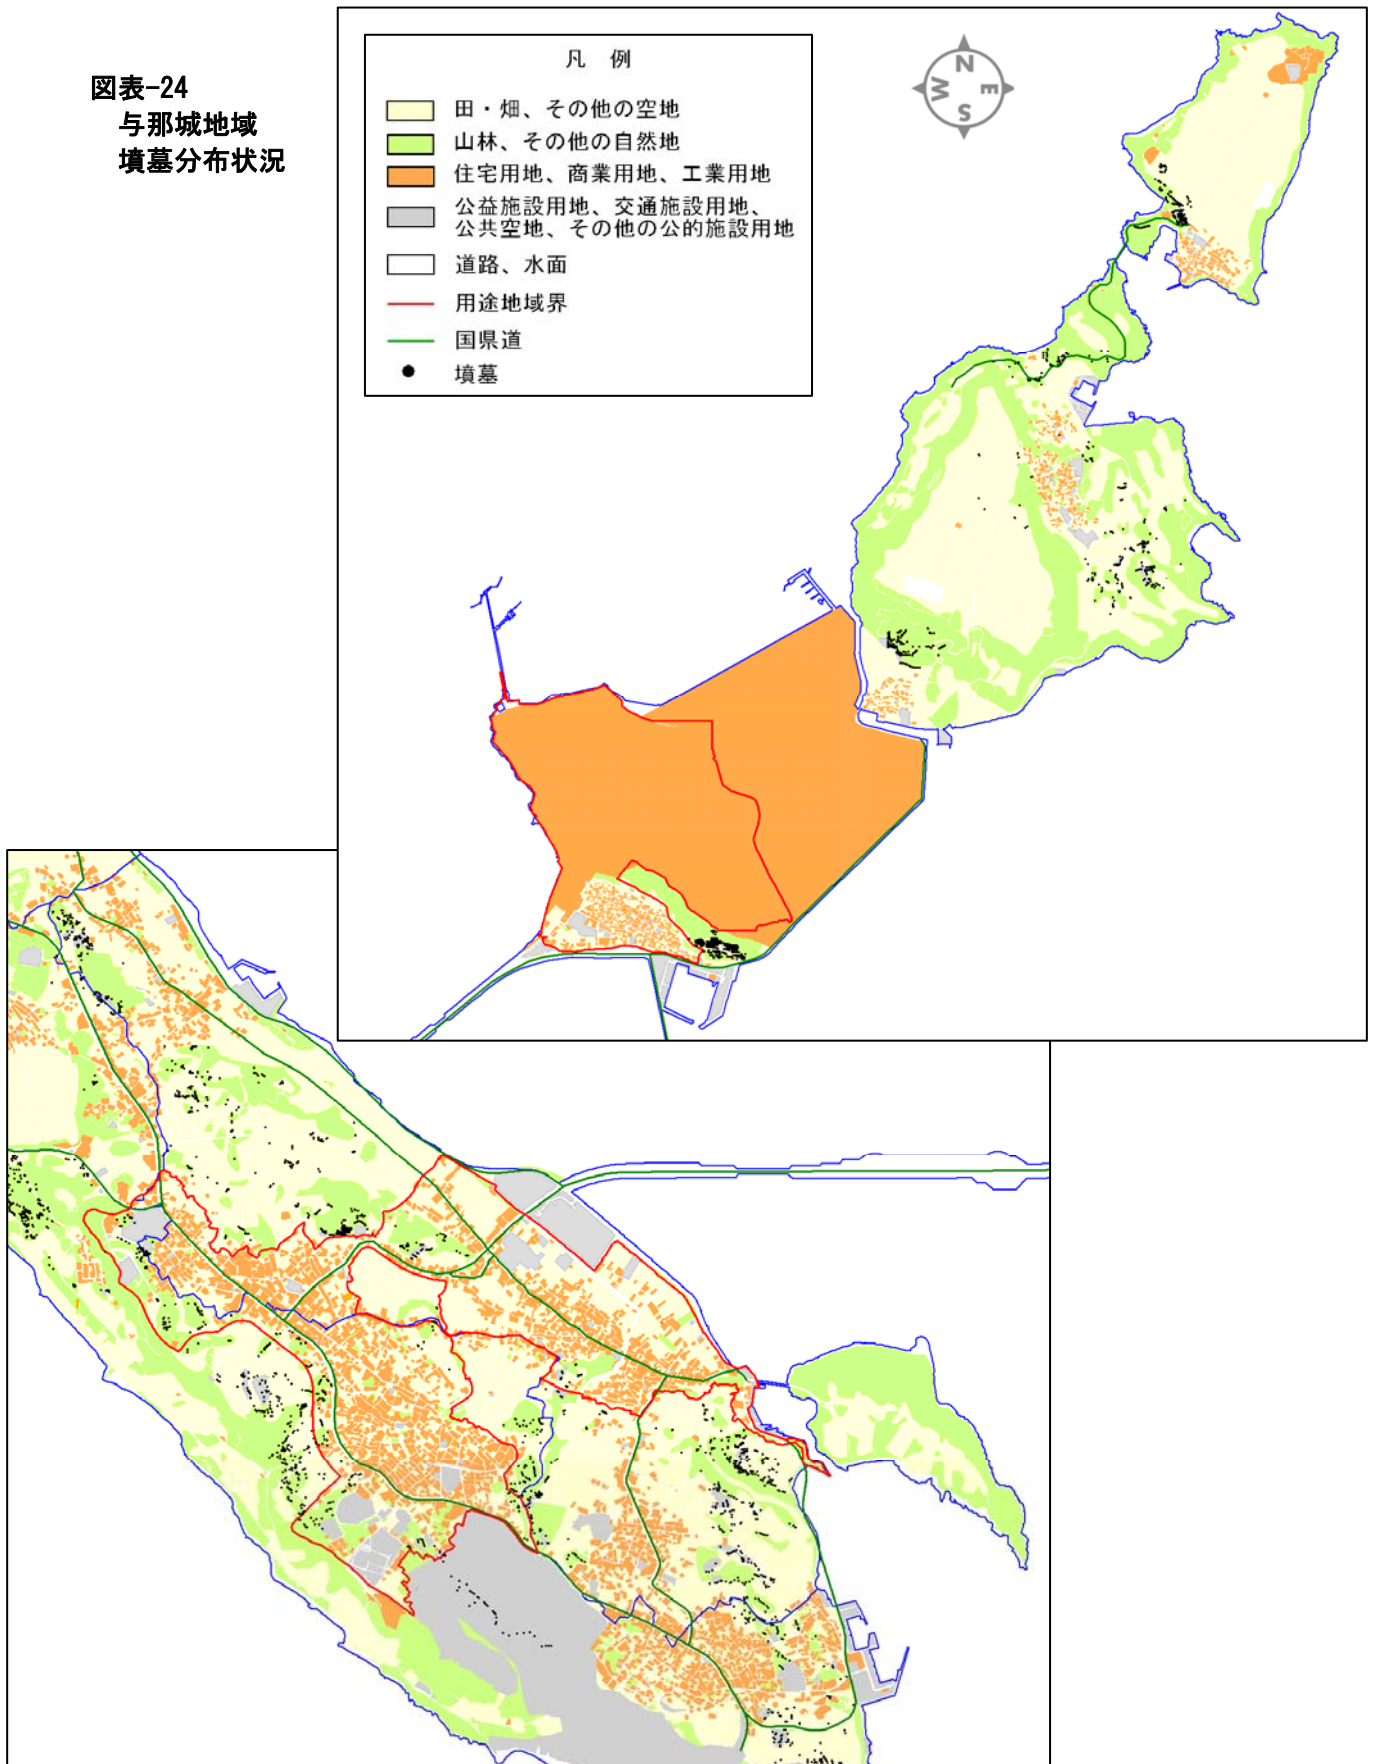 図表-24
与那城地域
墳墓分布状況
凡 例
田・畑、その他の空地
山林、その他の自然地
住宅用地、商業用地、工業用地
公益施設用地、交通施設用地、
公共空地、その他の公的施設用地
道路、水面
用途地域界
国県道
墳墓
N
W
E
S